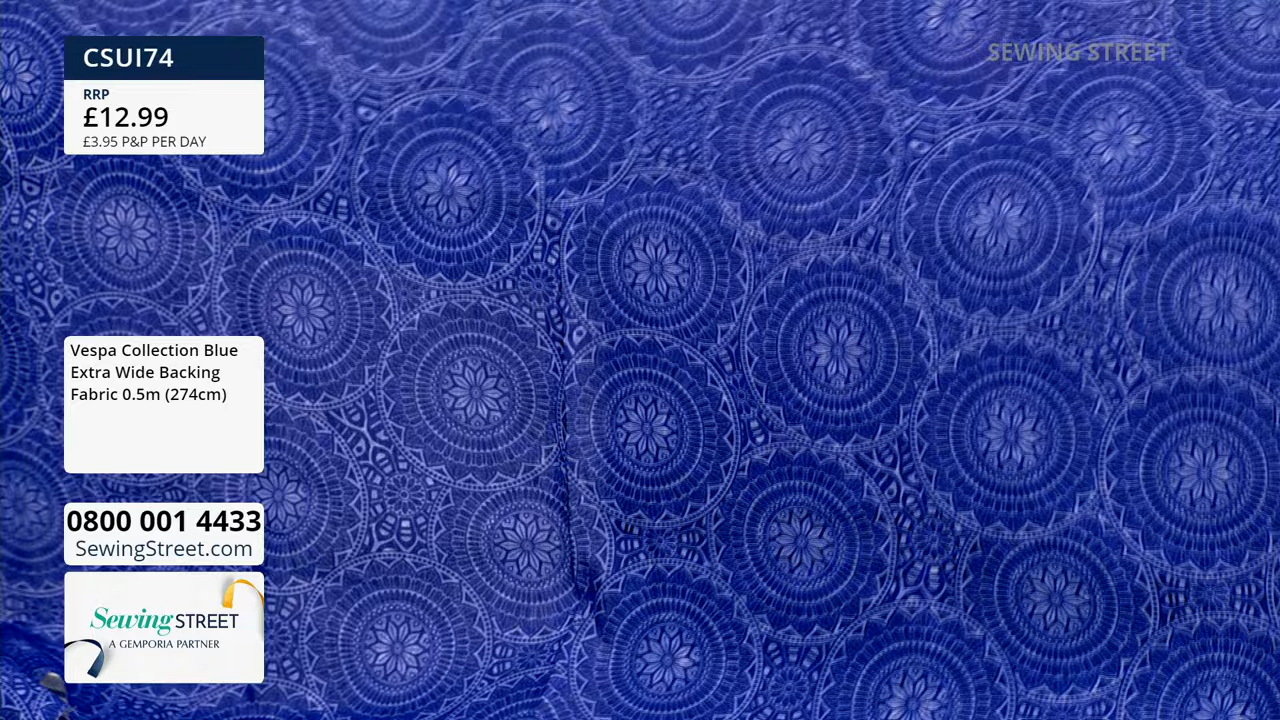 CSUI74
RRP
£12.99
£3.95 P&P PER DAY
SEWING STREET
Vespa Collection Blue
Extra Wide Backing
Fabric 0.5m (274cm)
0800 001 4433
SewingStreet.com
Sewing STREET
A GEMPORIA PARTNER